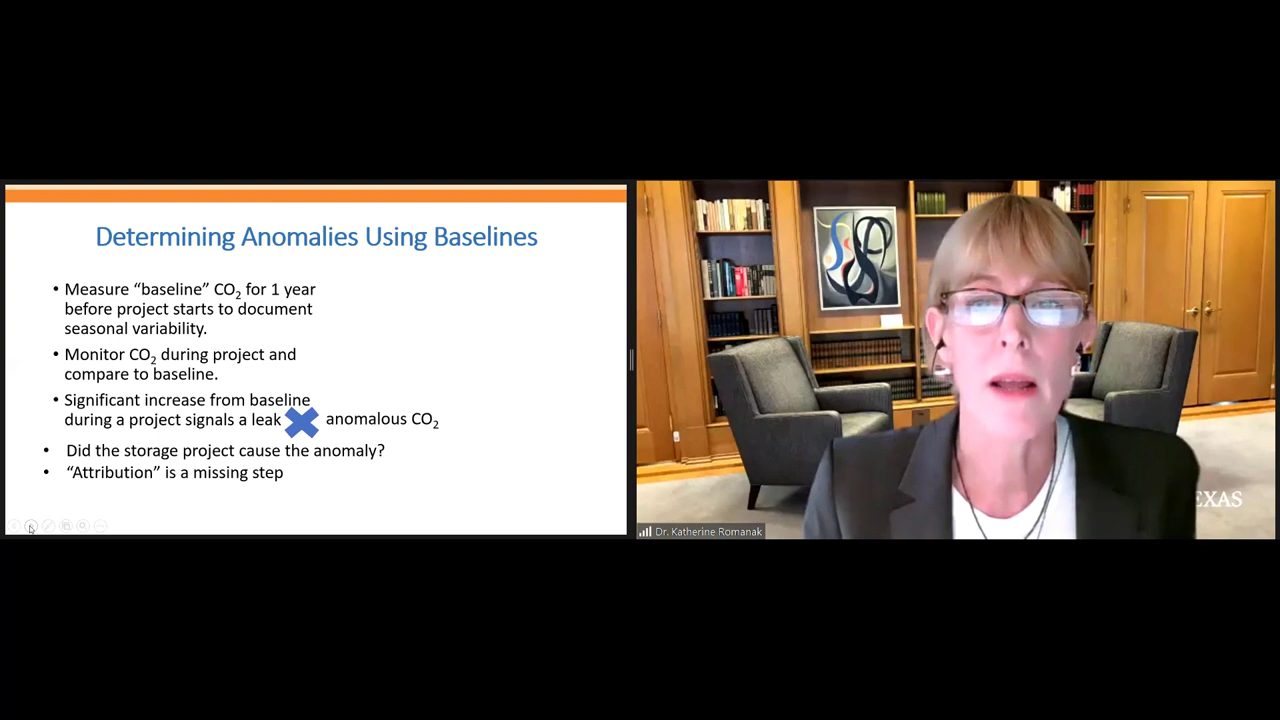 Determining Anomalies Using Baselines
• Measure “baseline” CO₂ for 1 year
before project starts to document
seasonal variability.
• Monitor CO₂ during project and
compare to baseline.
• Significant increase from baseline
during a project signals a leak anomalous CO₂
• Did the storage project cause the anomaly?
• “Attribution” is a missing step
EXAS
Dr. Katherine Romanak